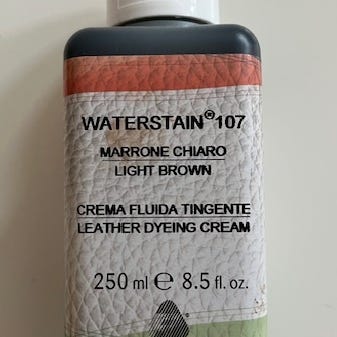 WATERSTAIN® 107
MARRONE CHIARO
LIGHT BROWN
CREMA FLUIDA TINGENTE
LEATHER DYEING CREAM
250 ml ℮ 8.5 fl. oz.